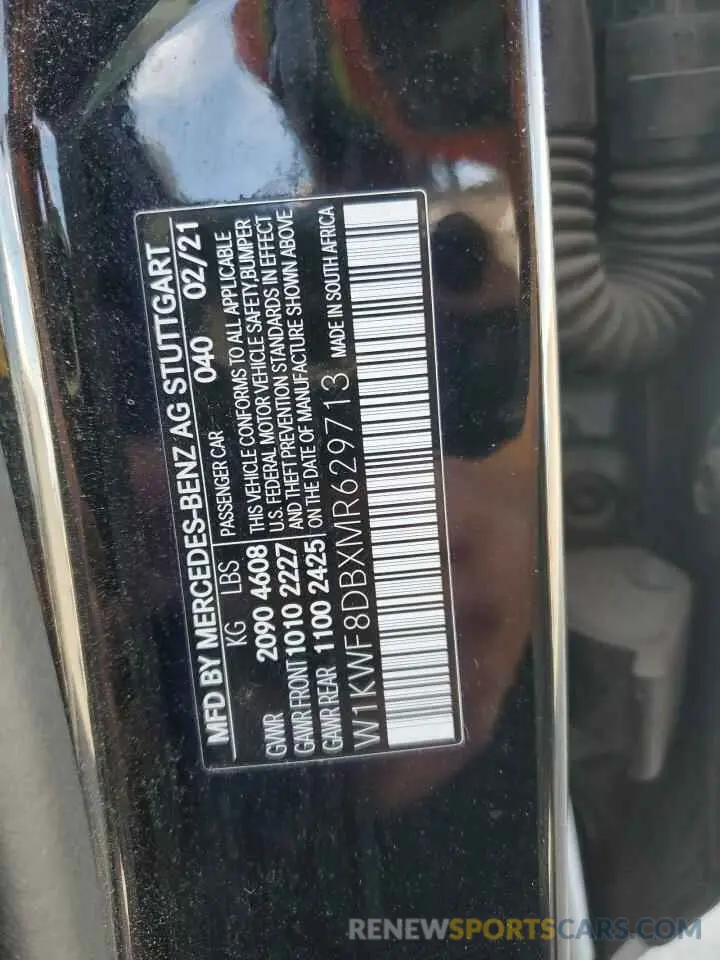 MFD BY MERCEDES-BENZ AG STUTTGART
040 02/21
KG LBS PASSENGER CAR
GVWR 2090 4608 THIS VEHICLE CONFORMS TO ALL APPLICABLE
U.S. FEDERAL MOTOR VEHICLE SAFETY,BUMPER
GAWR FRONT 1010 2227 AND THEFT PREVENTION STANDARDS IN EFFECT
GAWR REAR 1100 2425 ON THE DATE OF MANUFACTURE SHOWN ABOVE
W1KWF8DBXMR629713 MADE IN SOUTH AFRICA
RENEWSPORTSCARS.COM